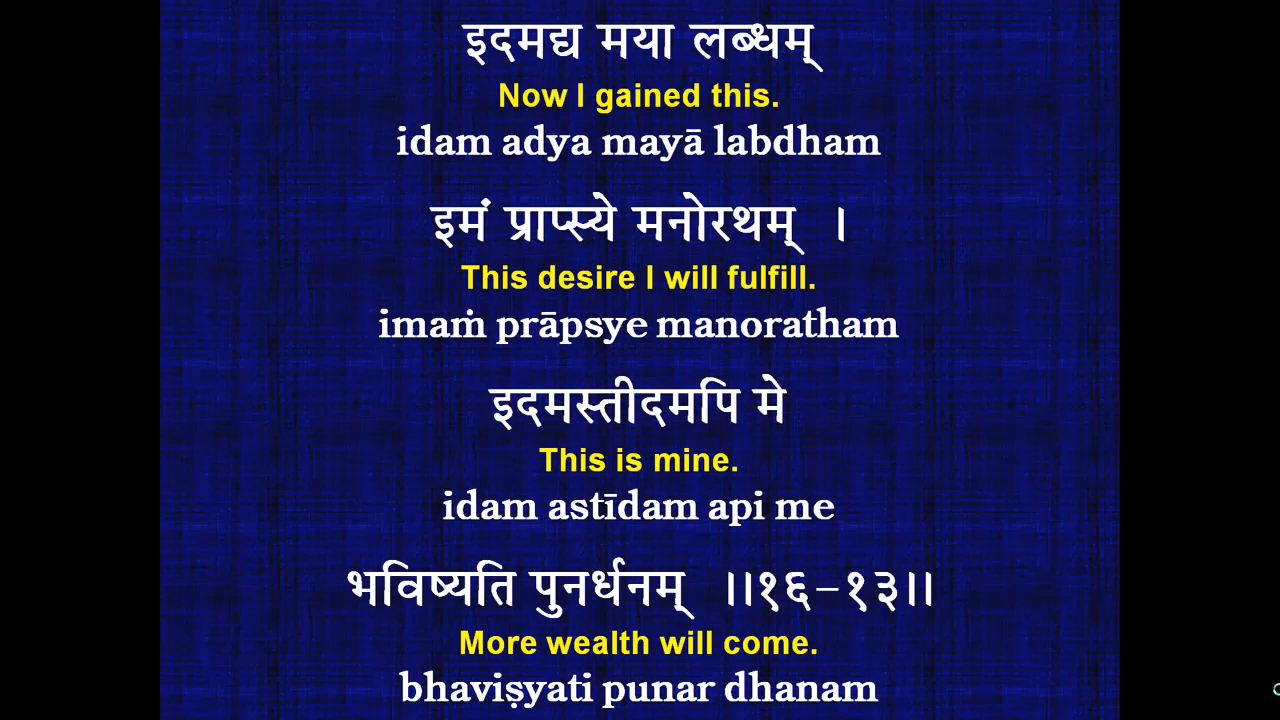 इदमद्य मया लब्धम्
Now I gained this.
idam adya mayā labdham
इमं प्राप्स्ये मनोरथम् ।
This desire I will fulfill.
imaṁ prāpsye manoratham
इदमस्तीदमपि मे
This is mine.
idam astīdam api me
भविष्यति पुनर्धनम् ।।१६-१३।।
More wealth will come.
bhaviṣyati punar dhanam